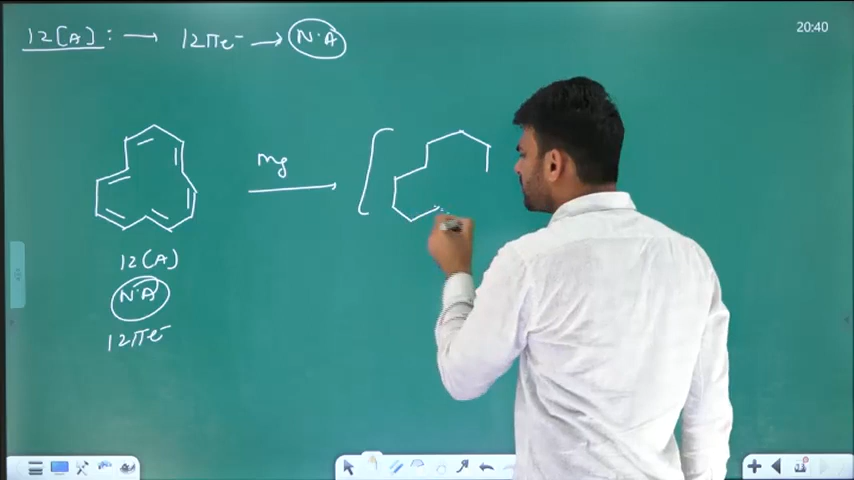 12[A] : → 12πe⁻ → N·A
20:40
mg
12(A)
N·A
12πe⁻